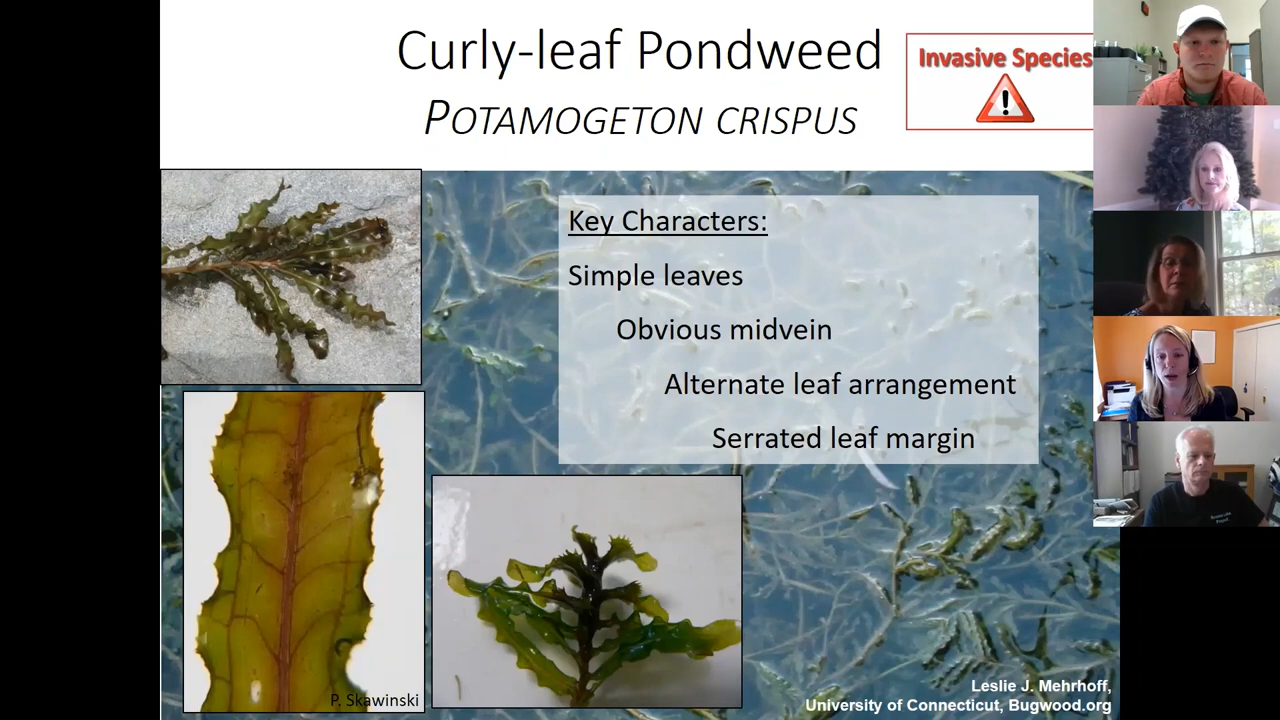 Curly-leaf Pondweed
POTAMOGETON CRISPUS
Invasive Species
Key Characters:
Simple leaves
Obvious midvein
Alternate leaf arrangement
Serrated leaf margin
P. Skawinski
Leslie J. Mehrhoff,
University of Connecticut, Bugwood.org